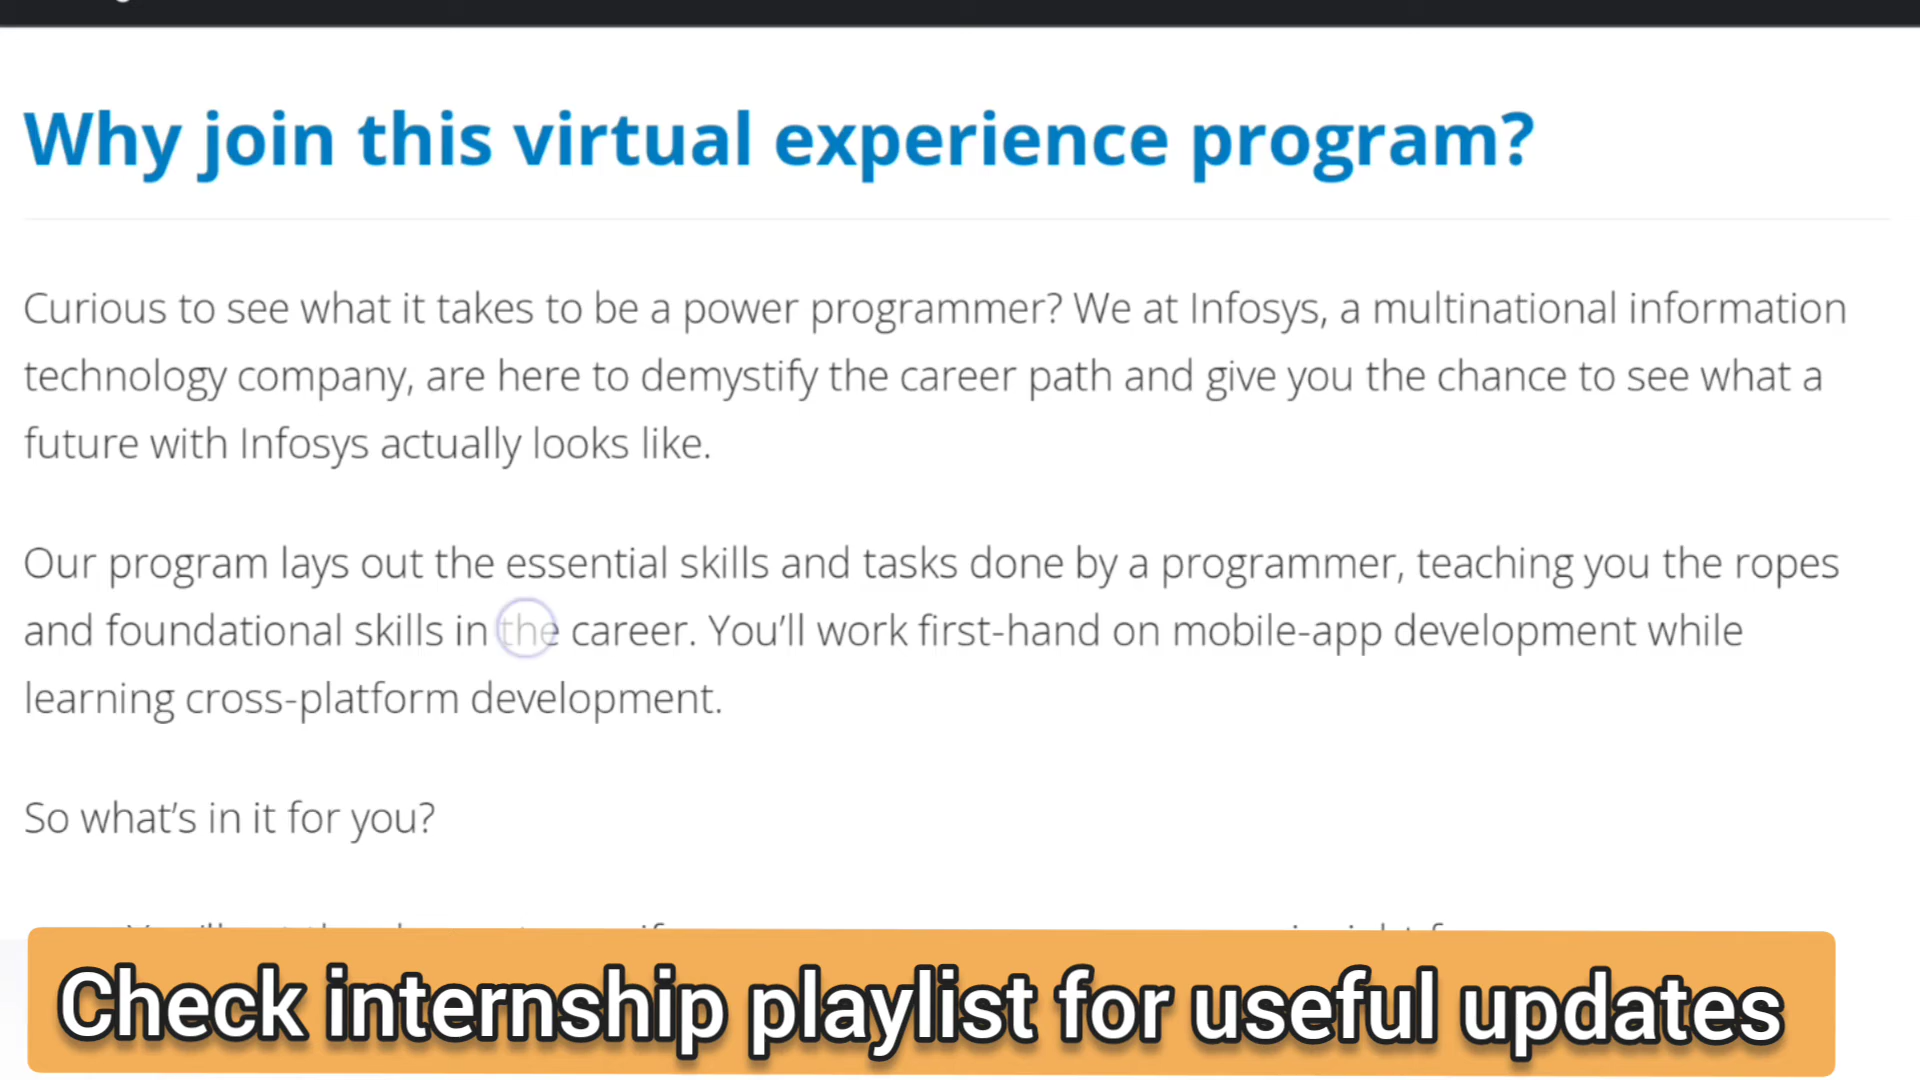 Why join this virtual experience program?
Curious to see what it takes to be a power programmer? We at Infosys, a multinational information
technology company, are here to demystify the career path and give you the chance to see what a
future with Infosys actually looks like.
Our program lays out the essential skills and tasks done by a programmer, teaching you the ropes
and foundational skills in the career. You’ll work first-hand on mobile-app development while
learning cross-platform development.
So what’s in it for you?
Check internship playlist for useful updates